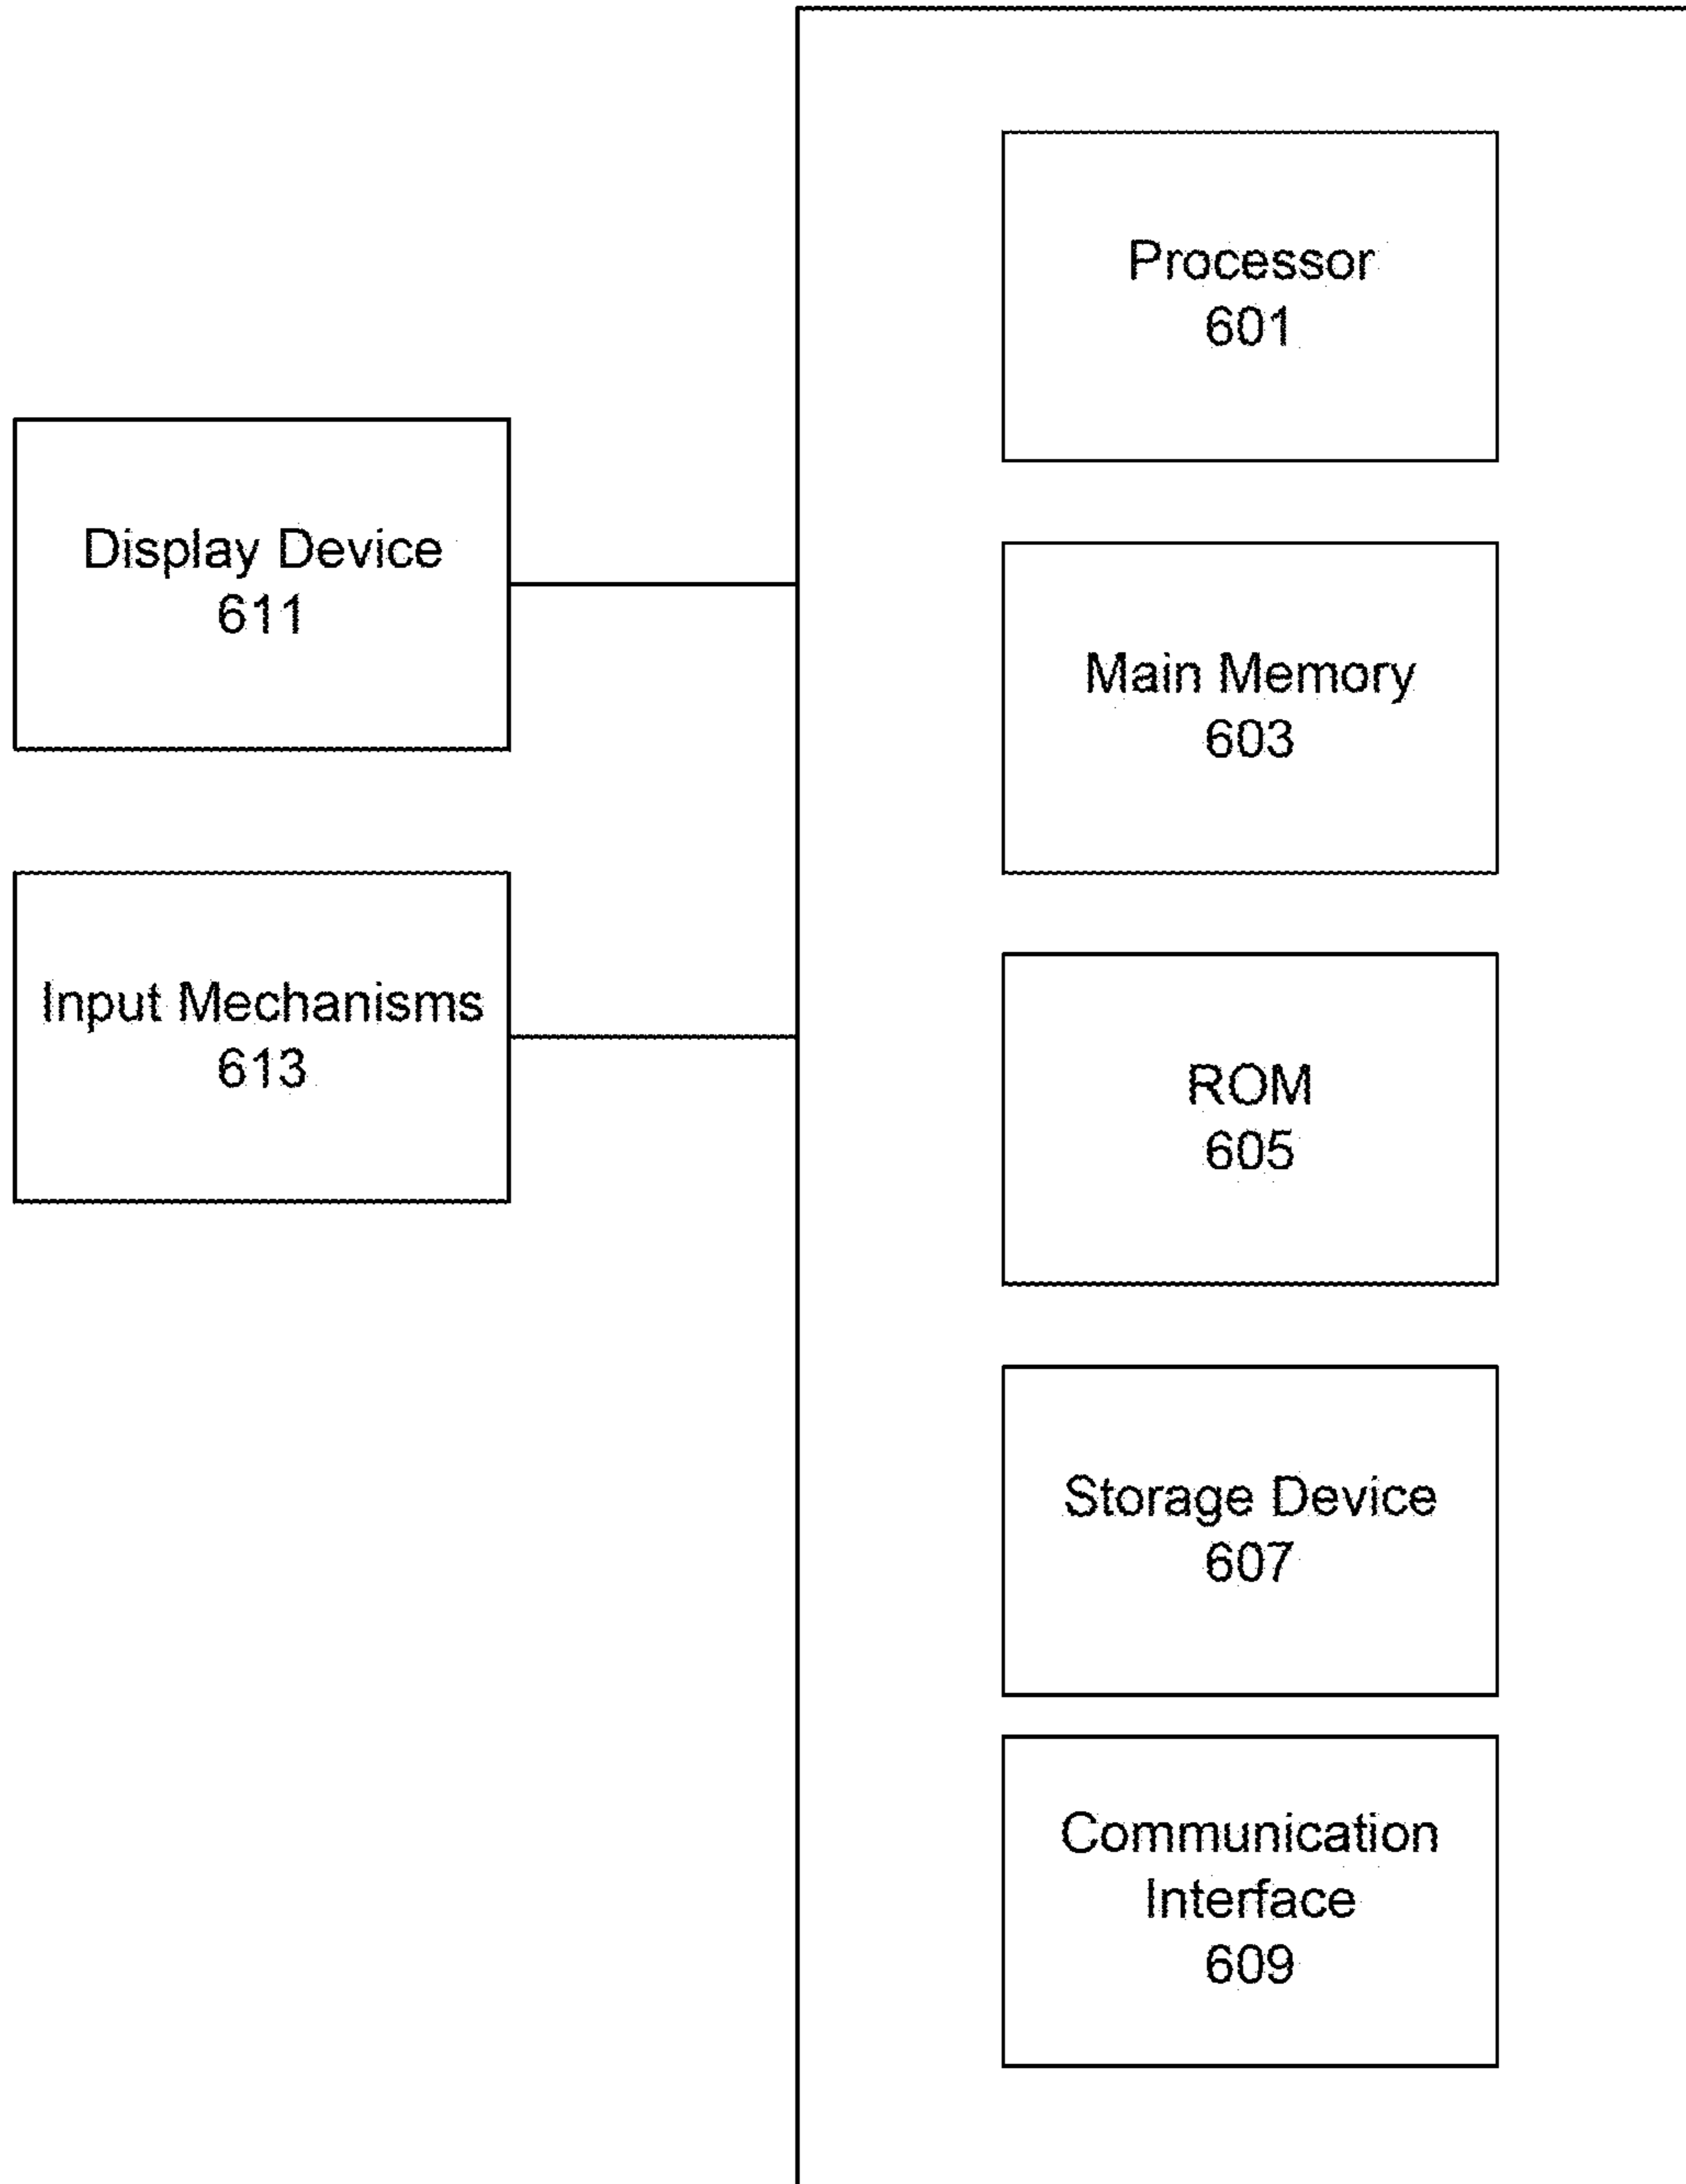 Processor
601
Display Device
611
Main Memory
603
Input Mechanisms
613
ROM
605
Storage Device
607
Communication
Interface
609